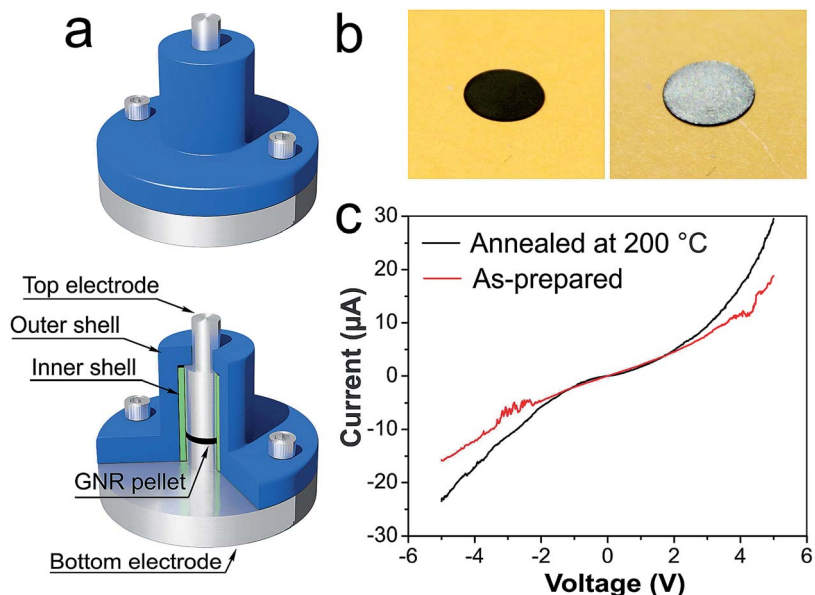 a
Top electrode
Outer shell
Inner shell
GNR pellet
Bottom electrode
b
c
Annealed at 200 °C
As-prepared
Current (µA)
30
20
10
0
-10
-20
-30
-6
-4
-2
0
2
4
6
Voltage (V)